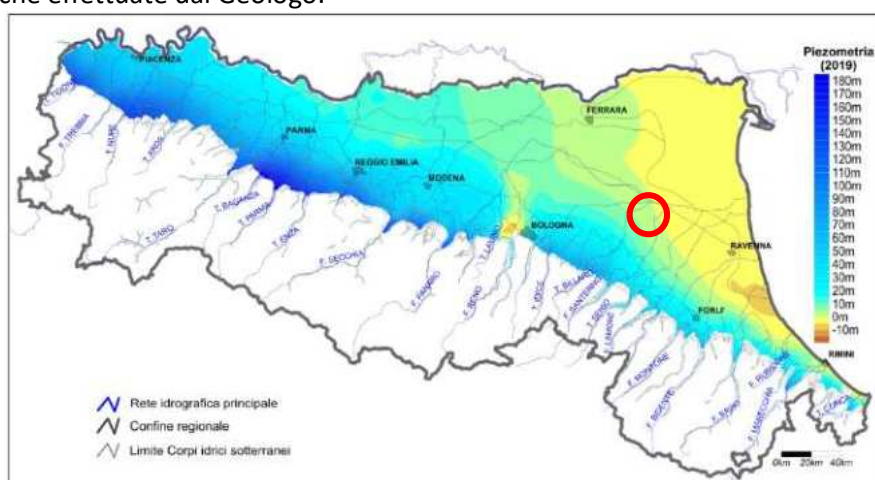 che effettuate dal Geologo.
Piezometria
(2019)
180m
170m
160m
150m
140m
130m
120m
110m
100m
90m
80m
70m
60m
50m
40m
30m
20m
10m
0m
-10m
PIACENZA
F. TREBBIA
T. NURE
PARMA
REGGIO EMILIA
MODENA
BOLOGNA
FERRARA
RAVENNA
FORLI'
RIMINI
T. TARO
T. BAGANZA
T. PARMA
T. ENZA
F. SECCHIA
F. PANARO
F. RENO
T. LAVINO
T. IDICE
T. SILLARO
F. SANTERNO
T. SENIO
F. LAMONE
F. MONTONE
F. BIDENTE
F. SAVIO
F. RUBICONE
F. MARECCHIA
T. CONCA
Rete idrografica principale
Confine regionale
Limite Corpi idrici sotterranei
0km 20km 40km